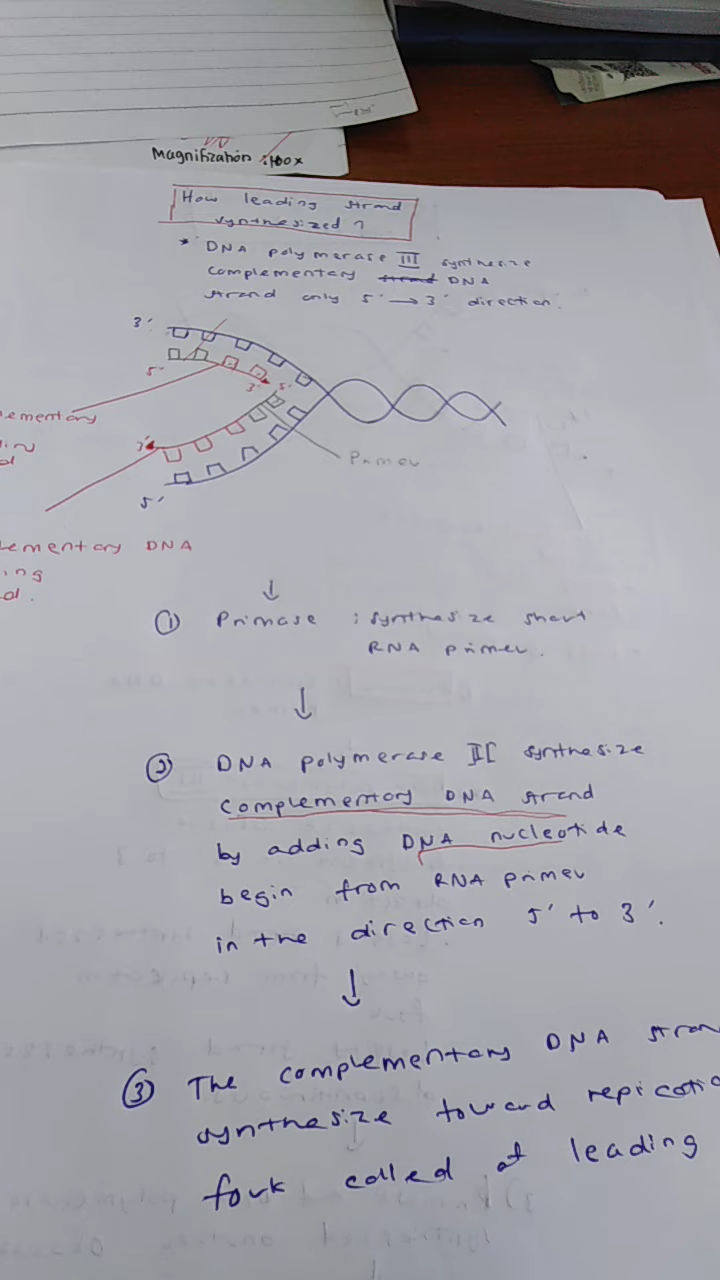 Magnification : 400x
How leading strand
synthesized ?
* DNA polymerase III synthesize
complementary strand DNA
strand only 5' → 3' direction.
3'
5'
3'
5'
ementary
3'
Primer
5'
lementary DNA
ing
d.
↓
① Primase : synthesize short
RNA primer.
↓
② DNA polymerase III synthesize
complementary DNA strand
by adding DNA nucleotide
begin from RNA primer
in the direction 5' to 3'.
↓
③ The complementary DNA stran
synthesize toward replicatio
fork called at leading